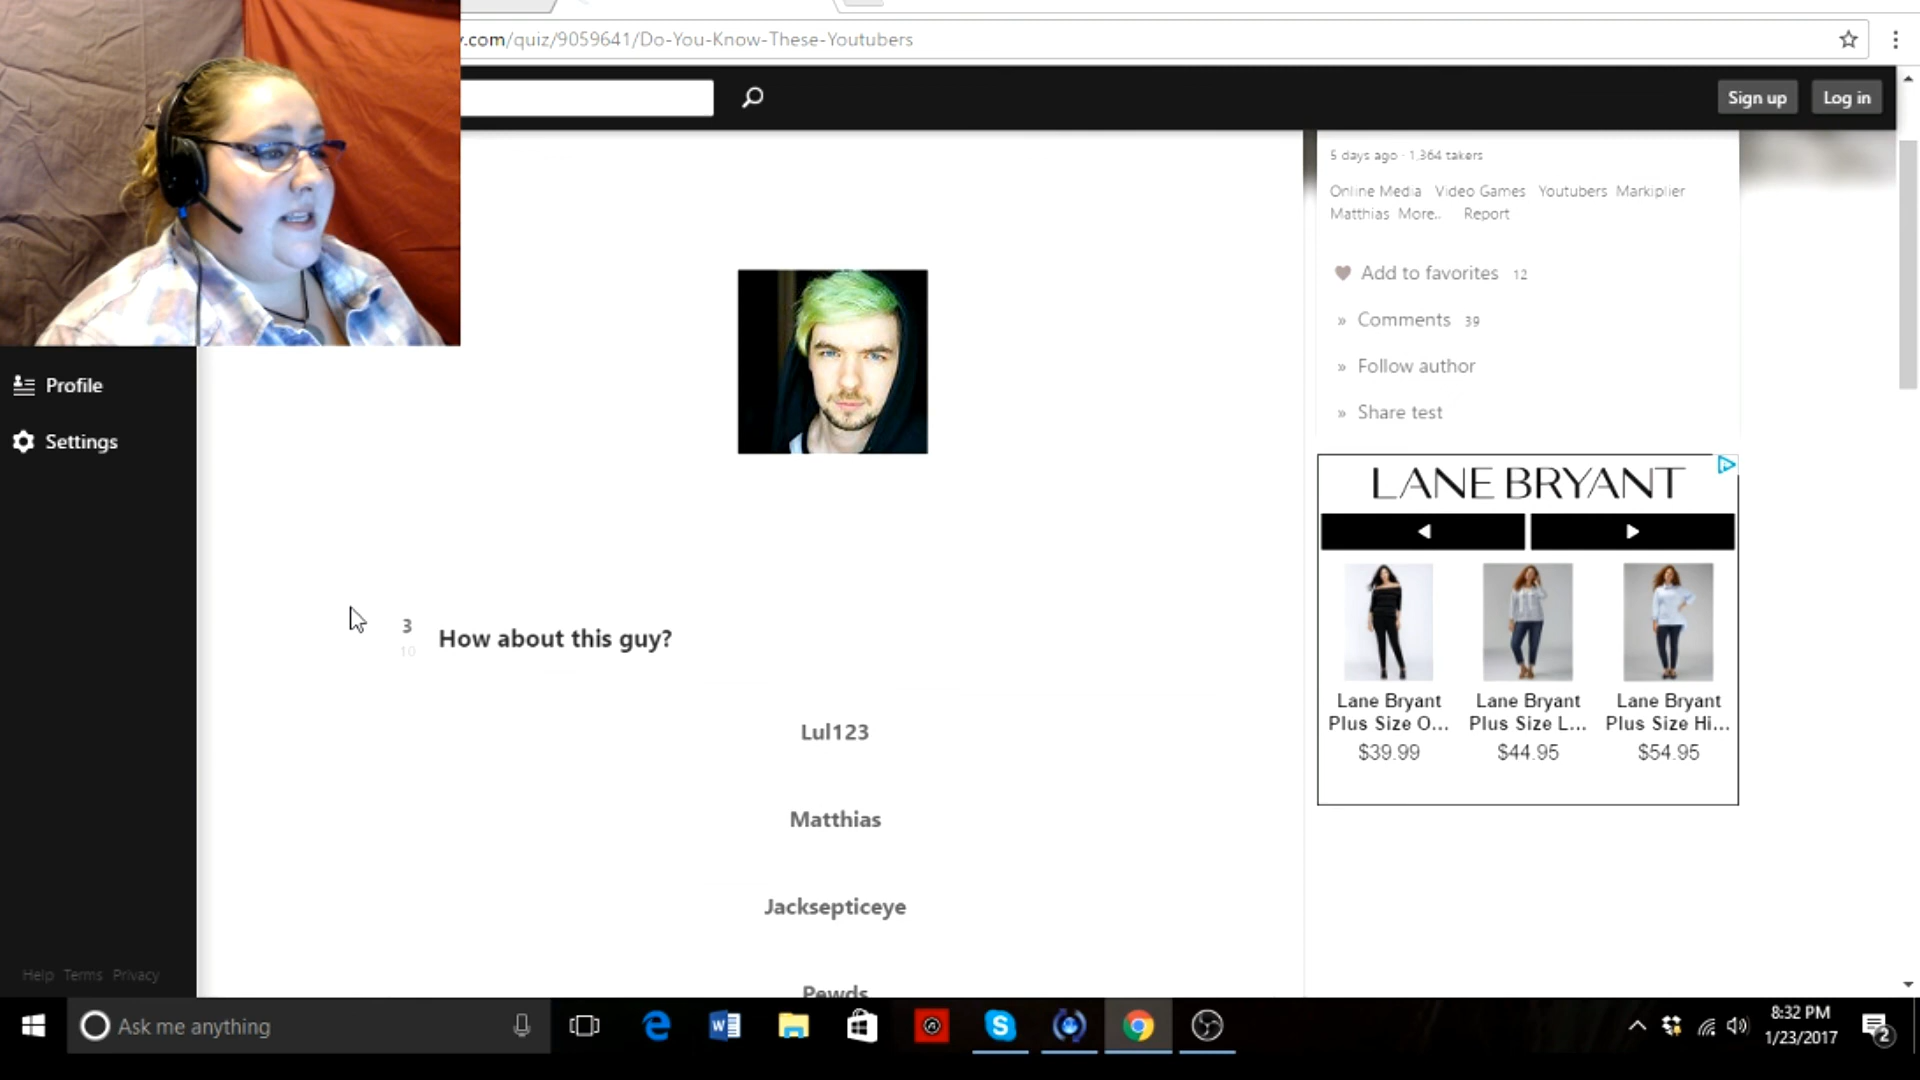 .com/quiz/9059641/Do-You-Know-These-Youtubers
Sign up
Log in
5 days ago · 1,364 takers
Online Media Video Games Youtubers Markiplier
Matthias More.. Report
Add to favorites 12
» Comments 39
» Follow author
» Share test
Profile
Settings
LANE BRYANT
Lane Bryant
Plus Size O...
$39.99
Lane Bryant
Plus Size L...
$44.95
Lane Bryant
Plus Size Hi...
$54.95
3
10
How about this guy?
Lul123
Matthias
Jacksepticeye
Pewds
Help Terms Privacy
Ask me anything
8:32 PM
1/23/2017
2